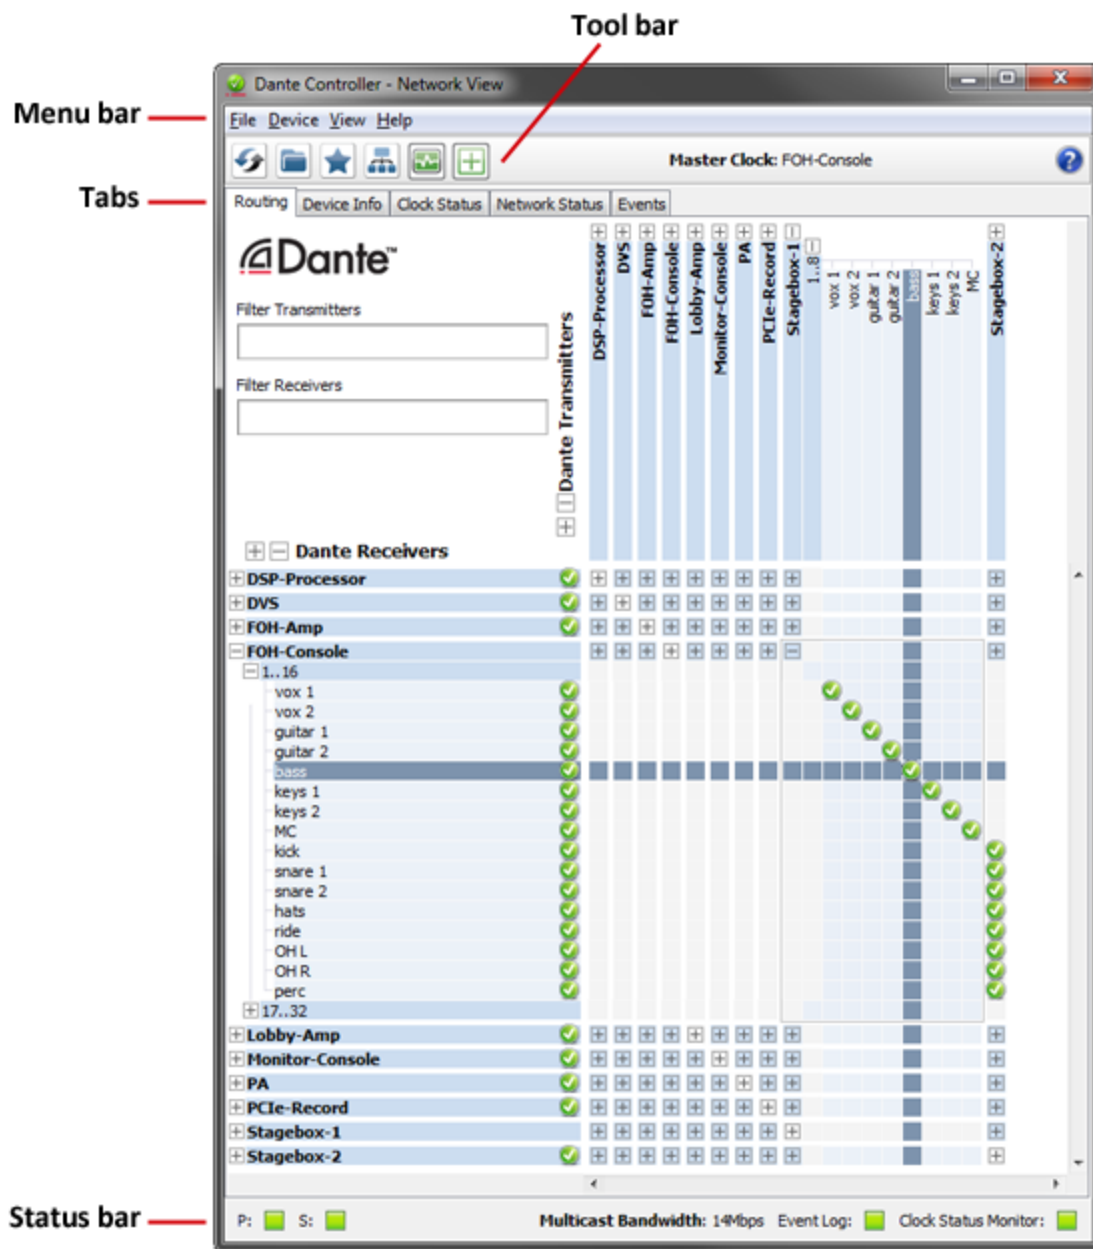 Tool bar
Dante Controller - Network View
Menu bar
File Device View Help
Master Clock: FOH-Console
Tabs
Routing Device Info Clock Status Network Status Events
Dante™
Filter Transmitters
Filter Receivers
Dante Transmitters
DSP-Processor
DVS
FOH-Amp
FOH-Console
Lobby-Amp
Monitor-Console
PA
PCIe-Record
Stagebox-1
1..8
vox 1
vox 2
guitar 1
guitar 2
bass
keys 1
keys 2
MC
Stagebox-2
Dante Receivers
DSP-Processor
DVS
FOH-Amp
FOH-Console
1..16
vox 1
vox 2
guitar 1
guitar 2
bass
keys 1
keys 2
MC
kick
snare 1
snare 2
hats
ride
OH L
OH R
perc
17..32
Lobby-Amp
Monitor-Console
PA
PCIe-Record
Stagebox-1
Stagebox-2
Status bar
P: S: Multicast Bandwidth: 14Mbps Event Log: Clock Status Monitor: